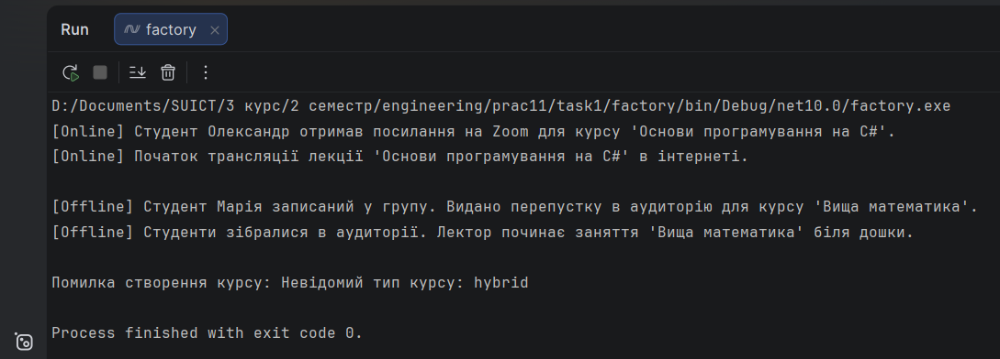 Run
factory
D:/Documents/SUICT/3 курс/2 семестр/engineering/prac11/task1/factory/bin/Debug/net10.0/factory.exe
[Online] Студент Олександр отримав посилання на Zoom для курсу 'Основи програмування на C#'.
[Online] Початок трансляції лекції 'Основи програмування на C#' в інтернеті.
[Offline] Студент Марія записаний у групу. Видано перепустку в аудиторію для курсу 'Вища математика'.
[Offline] Студенти зібралися в аудиторії. Лектор починає заняття 'Вища математика' біля дошки.
Помилка створення курсу: Невідомий тип курсу: hybrid
Process finished with exit code 0.